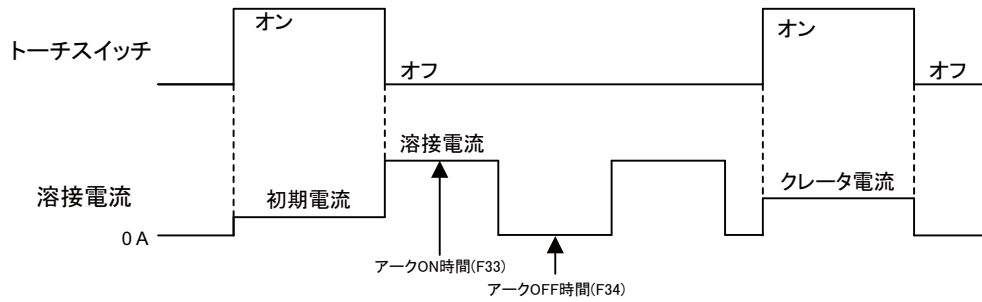 トーチスイッチ
オン
オフ
オン
オフ
溶接電流
0 A
初期電流
溶接電流
クレータ電流
アークON時間(F33)
アークOFF時間(F34)